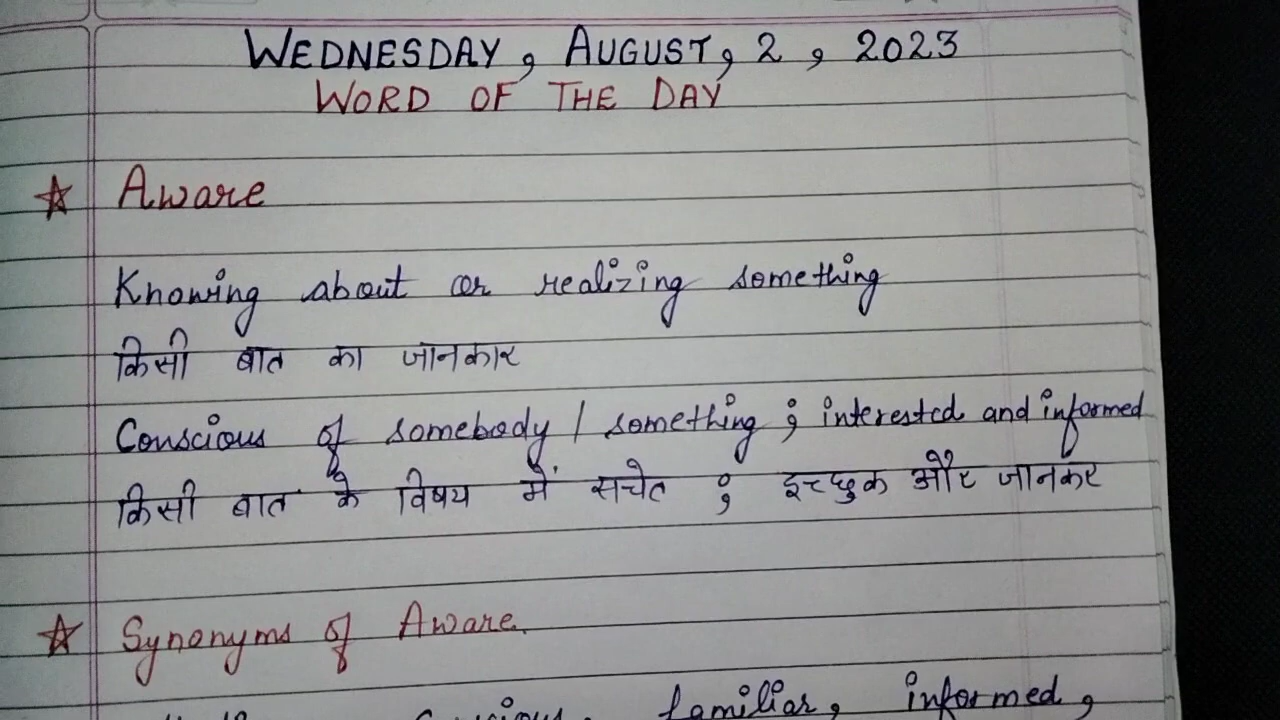 WEDNESDAY, AUGUST, 2, 2023
WORD OF THE DAY
Aware
Knowing about or realizing something
किसी बात का जानकार
Conscious of somebody / something ; interested and informed
किसी बात के विषय में सचेत ; इच्छुक और जानकर
Synonyms of Aware.
familiar, informed,